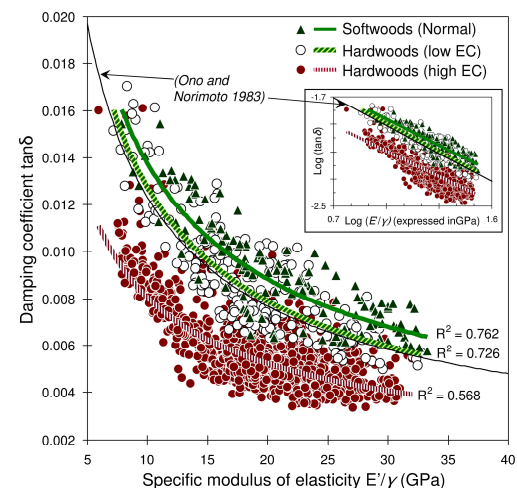 0.020
0.018
0.016
0.014
0.012
0.010
0.008
0.006
0.004
0.002
Damping coefficient tanδ
5
10
15
20
25
30
35
40
Specific modulus of elasticity E'/γ (GPa)
Softwoods (Normal)
Hardwoods (low EC)
Hardwoods (high EC)
(Ono and
Norimoto 1983)
-1.7
-2.5
Log (tanδ)
0.7
1.6
Log (E'/γ) (expressed inGPa)
R² = 0.762
R² = 0.726
R² = 0.568